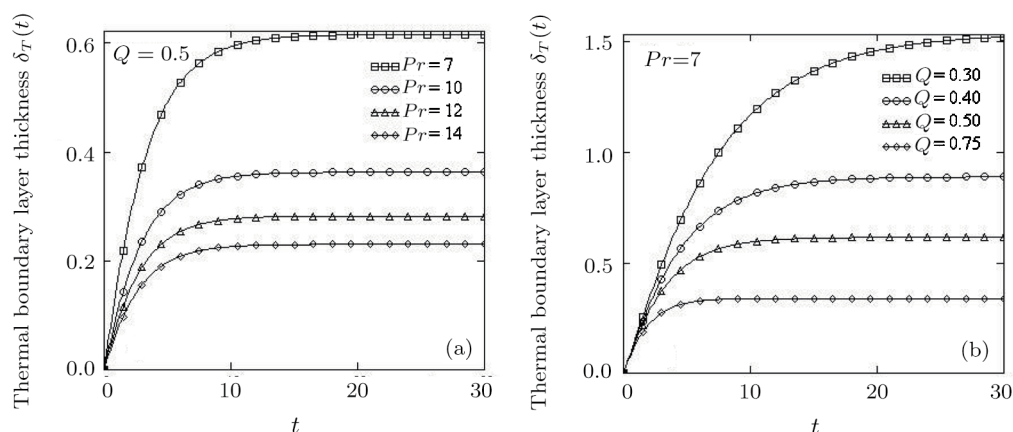 Thermal boundary layer thickness δ_T(t)
0.6
0.4
0.2
0.0
Q = 0.5
Pr=7
Pr=10
Pr=12
Pr=14
(a)
0
10
20
30
t
Thermal boundary layer thickness δ_T(t)
1.5
1.0
0.5
0.0
Pr=7
Q=0.30
Q=0.40
Q=0.50
Q=0.75
(b)
0
10
20
30
t